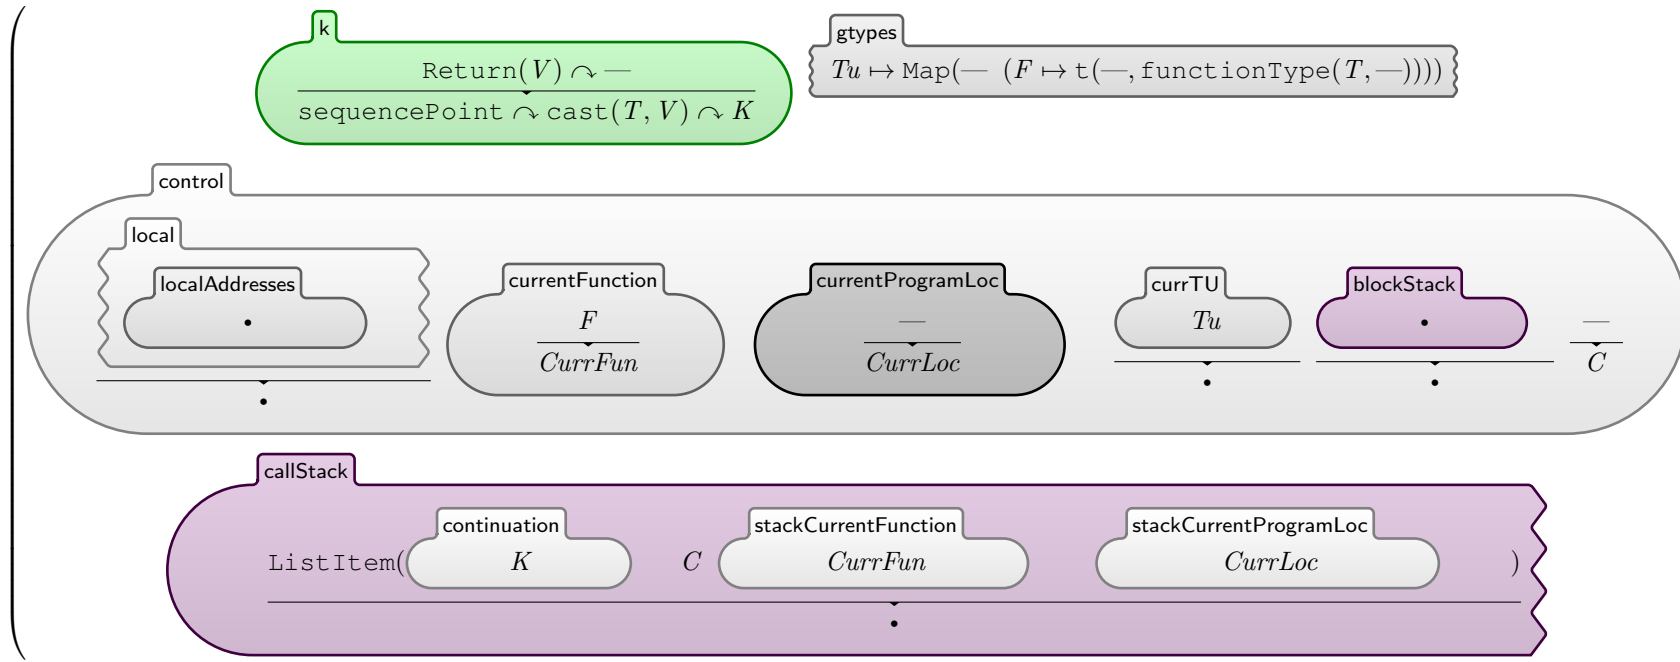 k
Return(V) ↷ —
sequencePoint ↷ cast(T, V) ↷ K
gtypes
Tu ↦ Map(— (F ↦ t(—, functionType(T, —))))
control
local
localAddresses
•
•
currentFunction
F
CurrFun
currentProgramLoc
—
CurrLoc
currTU
Tu
•
blockStack
•
•
—
C
callStack
continuation stackCurrentFunction stackCurrentProgramLoc
ListItem( K C CurrFun CurrLoc )
•